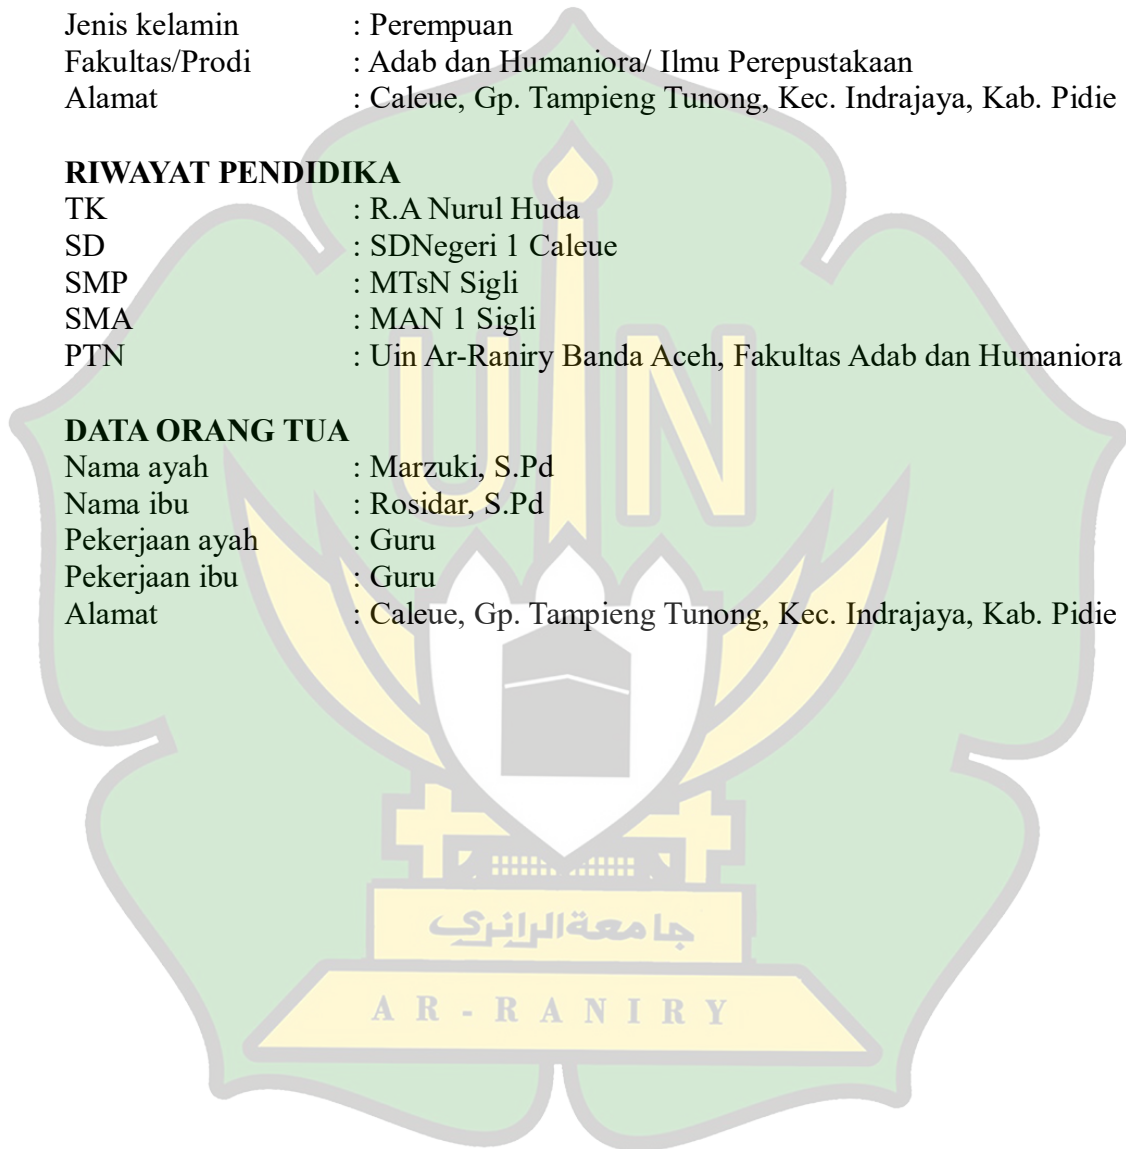 Jenis kelamin : Perempuan
Fakultas/Prodi : Adab dan Humaniora/ Ilmu Perepustakaan
Alamat : Caleue, Gp. Tampieng Tunong, Kec. Indrajaya, Kab. Pidie
RIWAYAT PENDIDIKA
TK : R.A Nurul Huda
SD : SDNegeri 1 Caleue
SMP : MTsN Sigli
SMA : MAN 1 Sigli
PTN : Uin Ar-Raniry Banda Aceh, Fakultas Adab dan Humaniora
DATA ORANG TUA
Nama ayah : Marzuki, S.Pd
Nama ibu : Rosidar, S.Pd
Pekerjaan ayah : Guru
Pekerjaan ibu : Guru
Alamat : Caleue, Gp. Tampieng Tunong, Kec. Indrajaya, Kab. Pidie
UIN
جامعةالرانري
AR-RANIRY